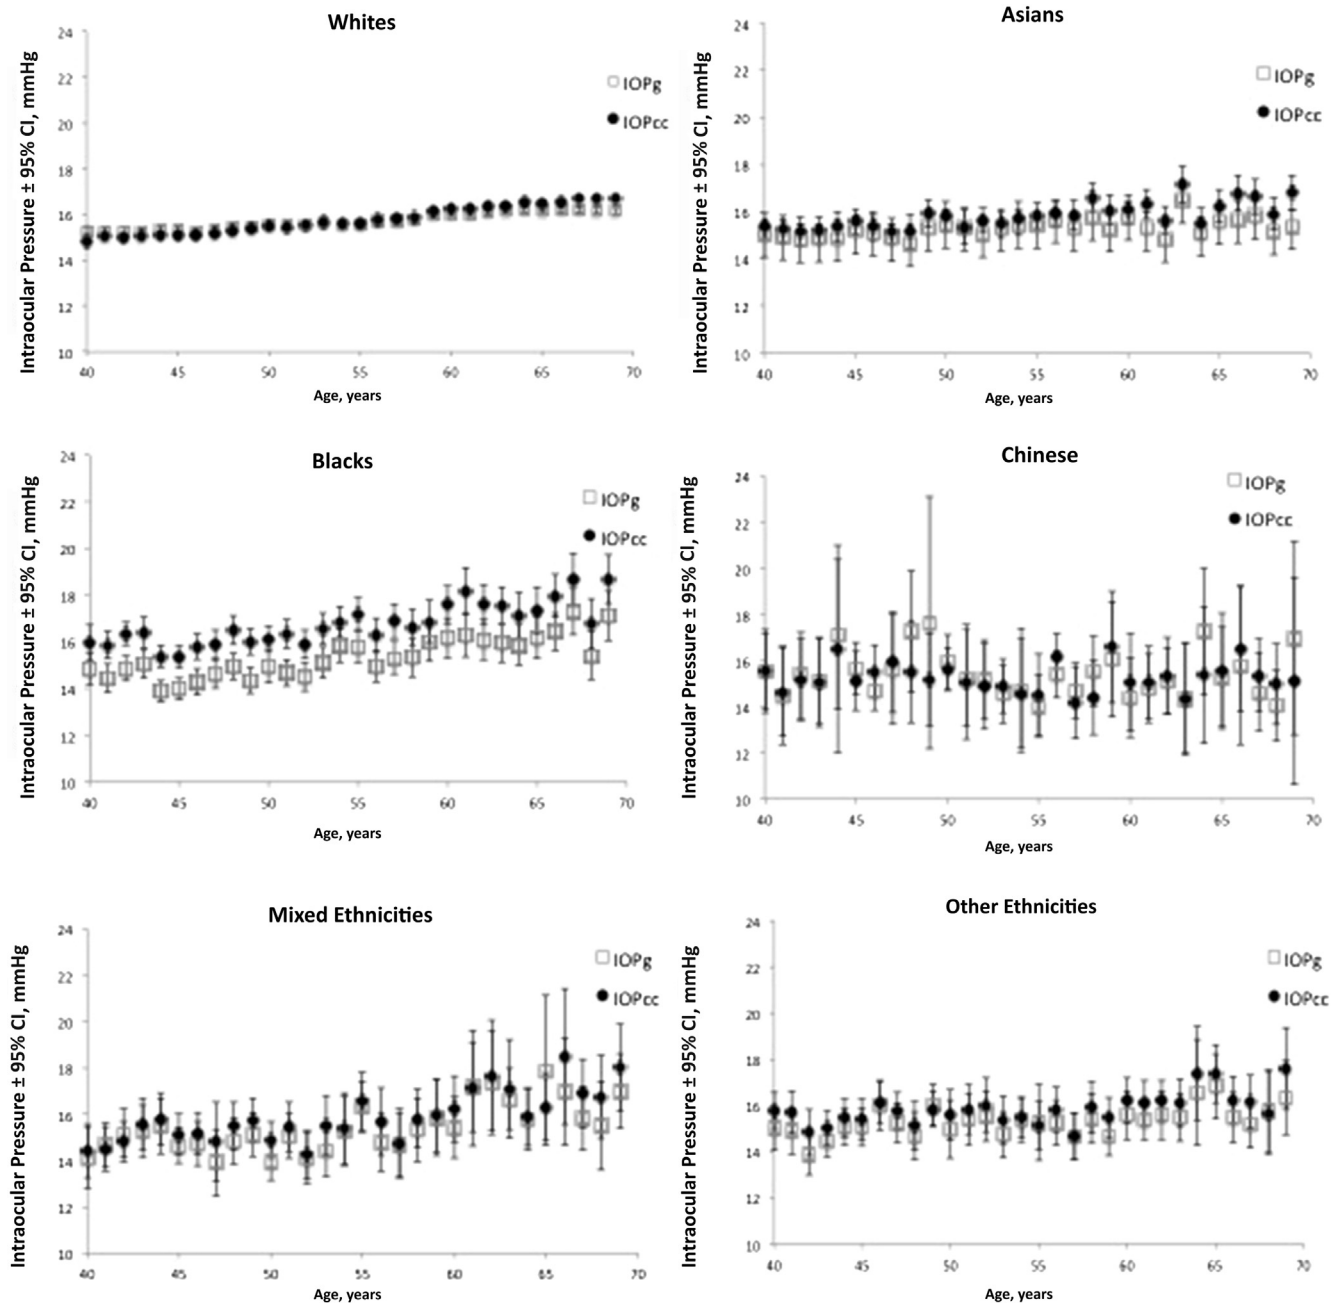 Whites
Intraocular Pressure ± 95% CI, mmHg
24
22
20
18
16
14
12
10
IOPg
IOPcc
40 45 50 55 60 65 70
Age, years
Asians
Intraocular Pressure ± 95% CI, mmHg
24
22
20
18
16
14
12
10
IOPg
IOPcc
40 45 50 55 60 65 70
Age, years
Blacks
Intraocular Pressure ± 95% CI, mmHg
24
22
20
18
16
14
12
10
IOPg
IOPcc
40 45 50 55 60 65 70
Age, years
Chinese
Intraocular Pressure ± 95% CI, mmHg
24
22
20
18
16
14
12
10
IOPg
IOPcc
40 45 50 55 60 65 70
Age, years
Mixed Ethnicities
Intraocular Pressure ± 95% CI, mmHg
24
22
20
18
16
14
12
10
IOPg
IOPcc
40 45 50 55 60 65 70
Age, years
Other Ethnicities
Intraocular Pressure ± 95% CI, mmHg
24
22
20
18
16
14
12
10
IOPg
IOPcc
40 45 50 55 60 65 70
Age, years